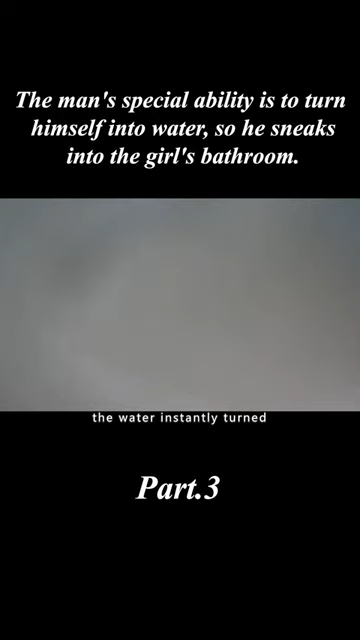 The man's special ability is to turn
himself into water, so he sneaks
into the girl's bathroom.
the water instantly turned
Part.3